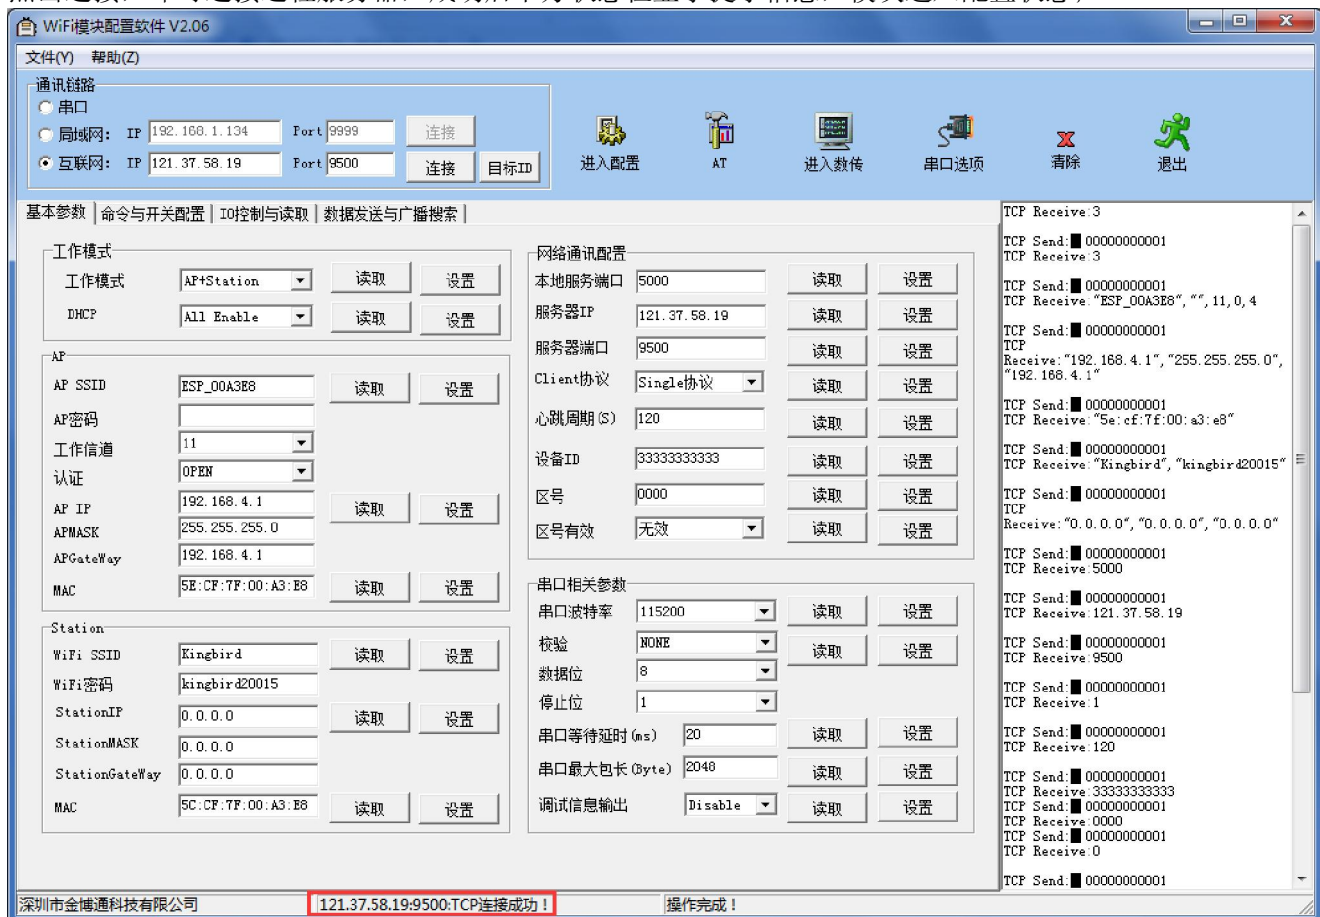 WiFi模块配置软件 V2.06
文件(Y) 帮助(Z)
通讯链路
串口
局域网: IP 192.168.1.134 Port 9999 连接
互联网: IP 121.37.58.19 Port 9500 连接 目标ID
进入配置 AT 进入数传 串口选项 清除 退出
基本参数 命令与开关配置 IO控制与读取 数据发送与广播搜索
工作模式
工作模式 AP+Station 读取 设置
DHCP All Enable 读取 设置
AP
AP SSID ESP_00A3E8 读取 设置
AP密码
工作信道 11
认证 OPEN
AP IP 192.168.4.1 读取 设置
APMASK 255.255.255.0
APGateWay 192.168.4.1
MAC 5E:CF:7F:00:A3:E8 读取 设置
Station
WiFi SSID Kingbird 读取 设置
WiFi密码 kingbird20015
StationIP 0.0.0.0 读取 设置
StationMASK 0.0.0.0
StationGateWay 0.0.0.0
MAC 5C:CF:7F:00:A3:E8 读取 设置
网络通讯配置
本地服务端口 5000 读取 设置
服务器IP 121.37.58.19 读取 设置
服务器端口 9500 读取 设置
Client协议 Single协议 读取 设置
心跳周期(S) 120 读取 设置
设备ID 33333333333 读取 设置
区号 0000 读取 设置
区号有效 无效 读取 设置
串口相关参数
串口波特率 115200 读取 设置
校验 NONE 读取 设置
数据位 8
停止位 1
串口等待延时(ms) 20 读取 设置
串口最大包长(Byte) 2048 读取 设置
调试信息输出 Disable 读取 设置
TCP Receive:3
TCP Send:█ 00000000001
TCP Receive:3
TCP Send:█ 00000000001
TCP Receive:"ESP_00A3E8","",11,0,4
TCP Send:█ 00000000001
TCP
Receive:"192.168.4.1","255.255.255.0",
"192.168.4.1"
TCP Send:█ 00000000001
TCP Receive:"5e:cf:7f:00:a3:e8"
TCP Send:█ 00000000001
TCP Receive:"Kingbird","kingbird20015"
TCP Send:█ 00000000001
TCP
Receive:"0.0.0.0","0.0.0.0","0.0.0.0"
TCP Send:█ 00000000001
TCP Receive:5000
TCP Send:█ 00000000001
TCP Receive:121.37.58.19
TCP Send:█ 00000000001
TCP Receive:9500
TCP Send:█ 00000000001
TCP Receive:1
TCP Send:█ 00000000001
TCP Receive:120
TCP Send:█ 00000000001
TCP Receive:33333333333
TCP Send:█ 00000000001
TCP Receive:0000
TCP Send:█ 00000000001
TCP Receive:0
TCP Send:█ 00000000001
深圳市金博通科技有限公司 121.37.58.19:9500:TCP连接成功！ 操作完成！